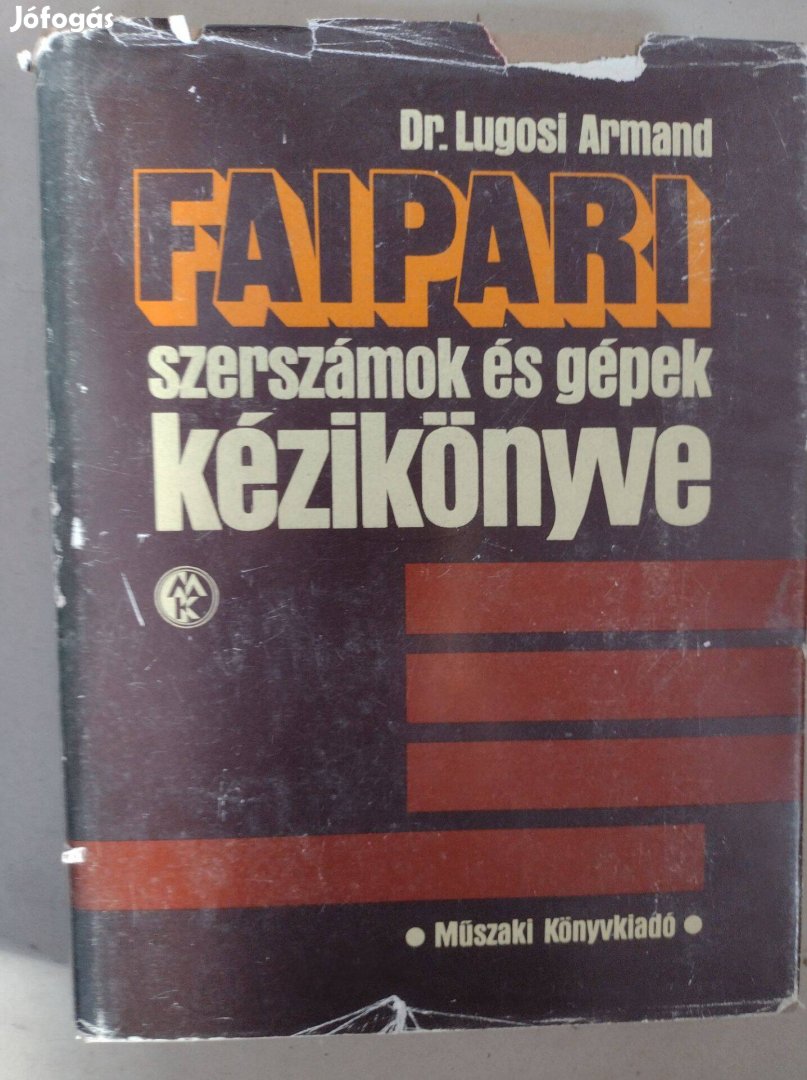 Jófogás
Dr. Lugosi Armand
FAIPARI
szerszámok és gépek
kézikönyve
MK
• Műszaki Könyvkiadó •